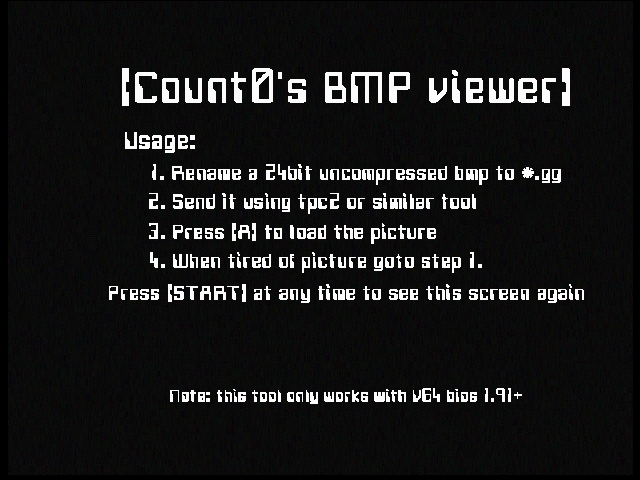 [Count0's BMP viewer]
Usage:
1. Rename a 24bit uncompressed bmp to *.gg
2. Send it using tpc2 or similar tool
3. Press [A] to load the picture
4. When tired of picture goto step 1.
Press [START] at any time to see this screen again
Note: this tool only works with V64 bios 1.91+